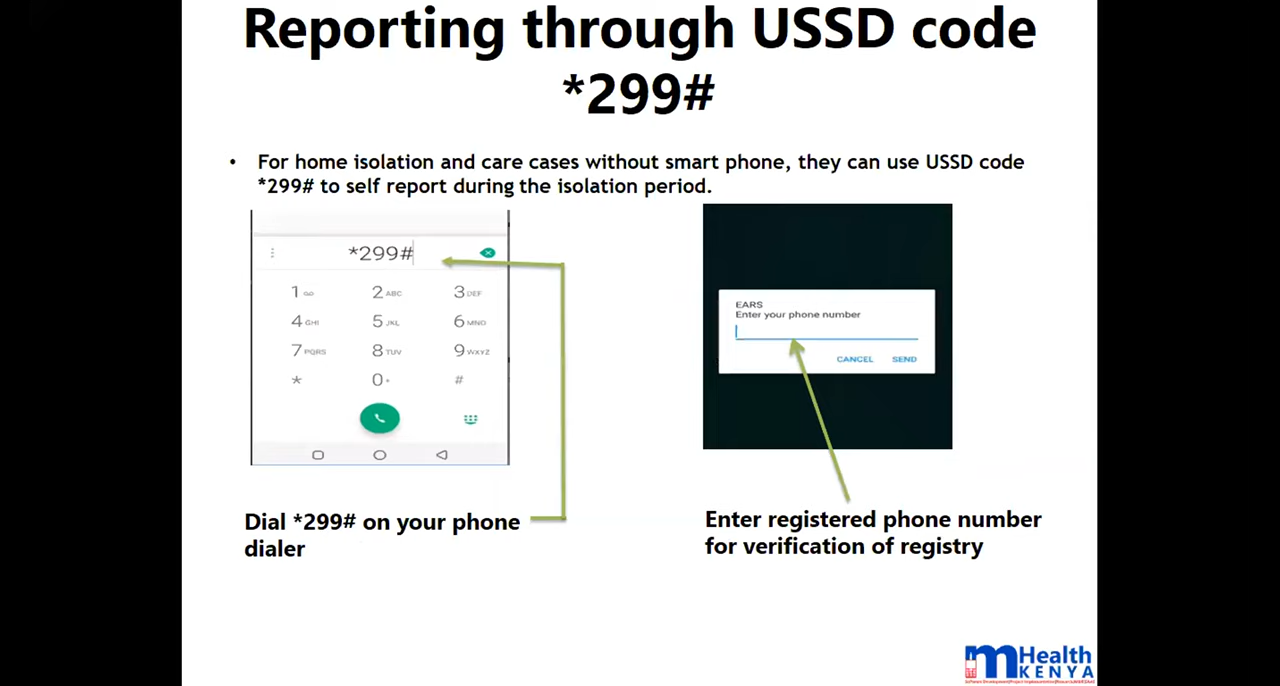 Reporting through USSD code
*299#
• For home isolation and care cases without smart phone, they can use USSD code
*299# to self report during the isolation period.
*299#
1
2 ABC 3 DEF
4 GHI 5 JKL 6 MNO
7 PQRS 8 TUV 9 WXYZ
* 0+ #
EARS
Enter your phone number
CANCEL SEND
Dial *299# on your phone
dialer
Enter registered phone number
for verification of registry
mHealth
KENYA